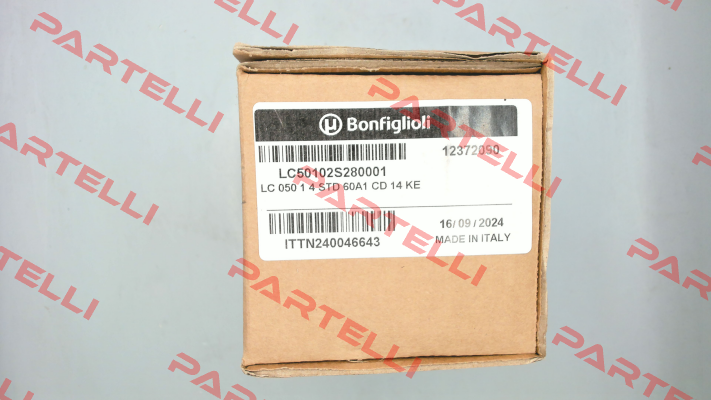 Bonfiglioli
12372090
LC50102S280001
LC 050 1 4 STD 60A1 CD 14 KE
ITTN240046643
16/09/2024
MADE IN ITALY
PARTELLI
PARTELLI
PARTELLI
PARTELLI
PARTELLI
PARTELLI
PARTELLI
PARTELLI
PARTELLI